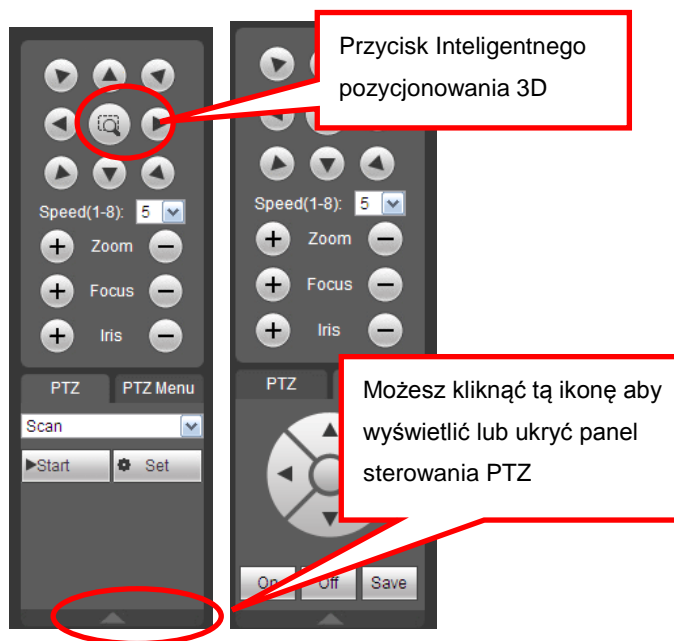 Przycisk Inteligentnego
pozycjonowania 3D
Speed(1-8): 5
Zoom
Focus
Iris
PTZ PTZ Menu
Scan
Start Set
Speed(1-8): 5
Zoom
Focus
Iris
PTZ
Możesz kliknąć tą ikonę aby
wyświetlić lub ukryć panel
sterowania PTZ
On Off Save